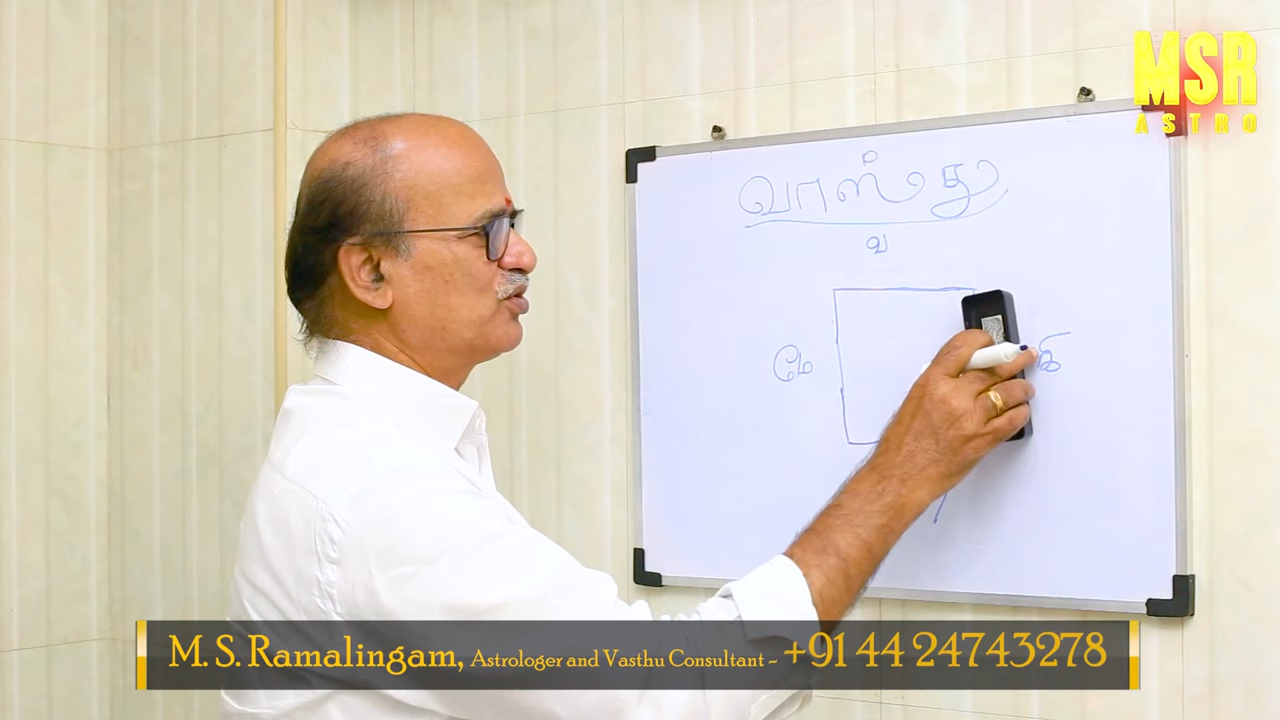 MSR
ASTRO
வாஸ்து
வ
மே
கி
M. S. Ramalingam, Astrologer and Vasthu Consultant - +91 44 24743278